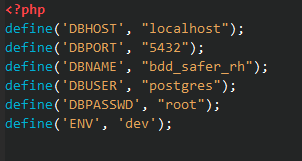 <?php
define('DBHOST', "localhost");
define('DBPORT', "5432");
define('DBNAME', "bdd_safer_rh");
define('DBUSER', "postgres");
define('DBPASSWD', "root");
define('ENV', 'dev');